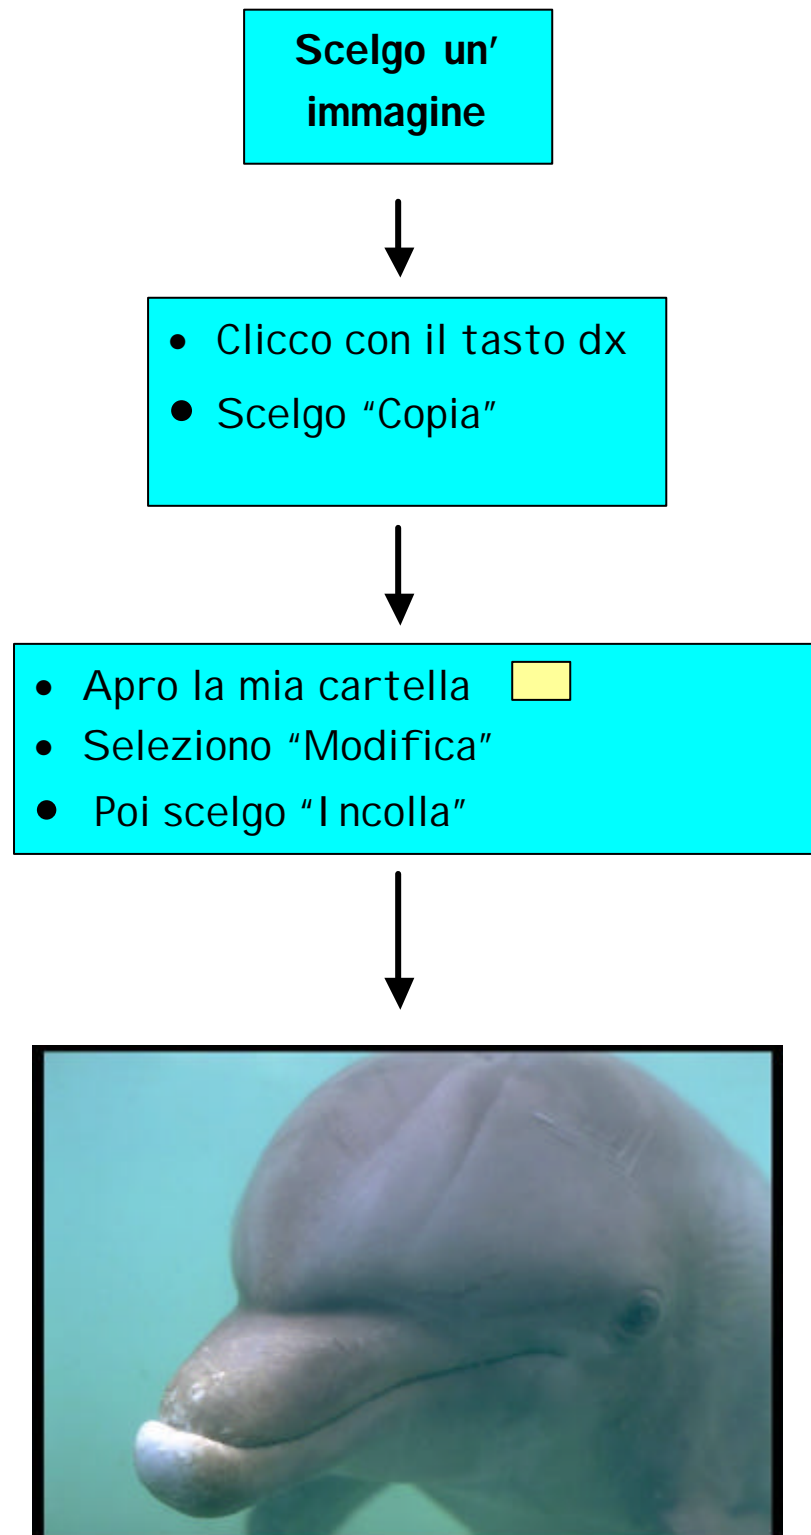 Scelgo un'
immagine
• Clicco con il tasto dx
• Scelgo “Copia”
• Apro la mia cartella
• Seleziono “Modifica”
• Poi scelgo “Incolla”